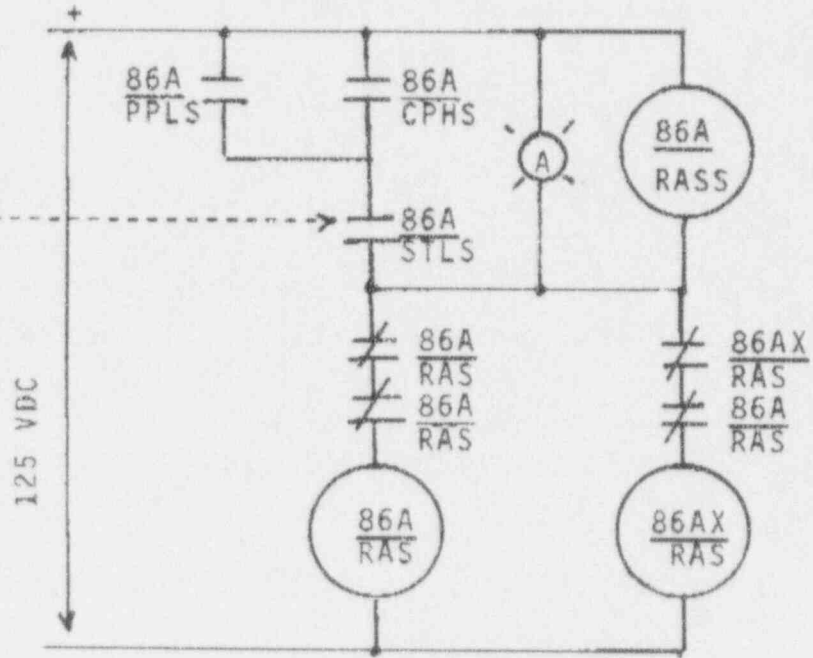 +
86A
PPLS
86A
CPHS
A
86A
RASS
86A
STLS
86A
RAS
86A
RAS
86AX
RAS
86A
RAS
125 VDC
86A
RAS
86AX
RAS